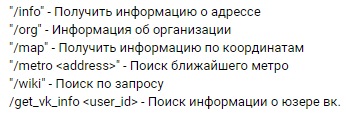 "/info" - Получить информацию о адрессе
"/org" - Информация об организации
"/map" - Получить информацию по координатам
"/metro <address>" - Поиск ближайшего метро
"/wiki" - Поиск по запросу
/get_vk_info <user_id> - Поиск информации о юзере вк.